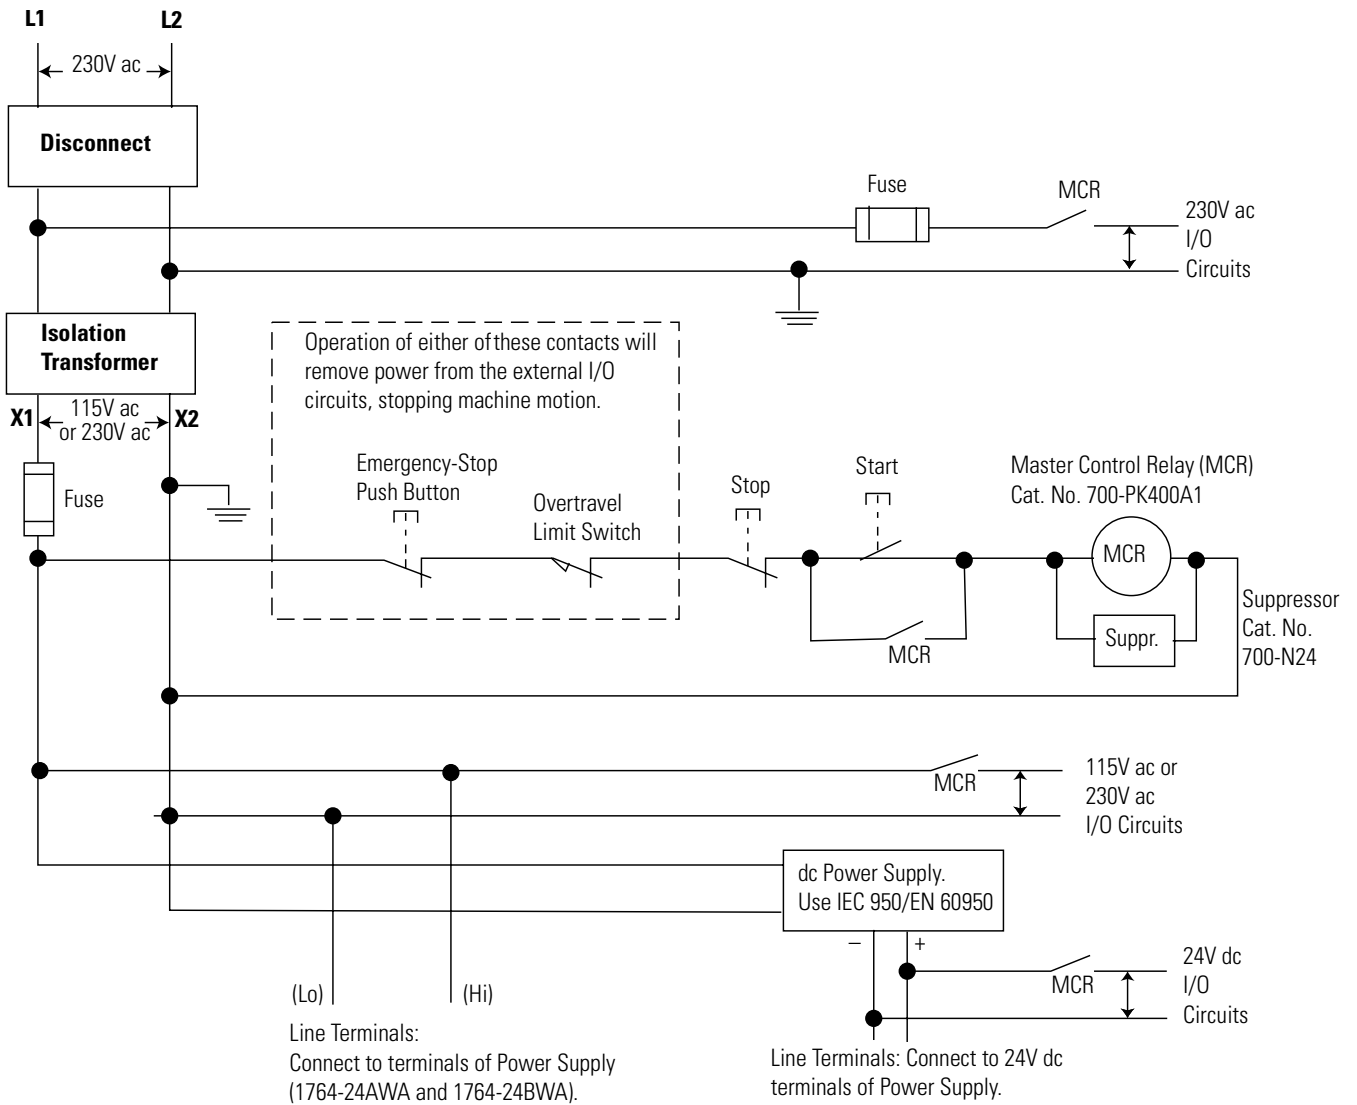 L1
L2
230V ac
Disconnect
Fuse
MCR
230V ac
I/O
Circuits
Isolation
Transformer
Operation of either of these contacts will
remove power from the external I/O
circuits, stopping machine motion.
X1
115V ac
or 230V ac
X2
Fuse
Emergency-Stop
Push Button
Overtravel
Limit Switch
Stop
Start
Master Control Relay (MCR)
Cat. No. 700-PK400A1
MCR
Suppr.
MCR
Suppressor
Cat. No.
700-N24
MCR
115V ac or
230V ac
I/O Circuits
dc Power Supply.
Use IEC 950/EN 60950
–
+
MCR
24V dc
I/O
Circuits
(Lo)
(Hi)
Line Terminals:
Connect to terminals of Power Supply
(1764-24AWA and 1764-24BWA).
Line Terminals: Connect to 24V dc
terminals of Power Supply.